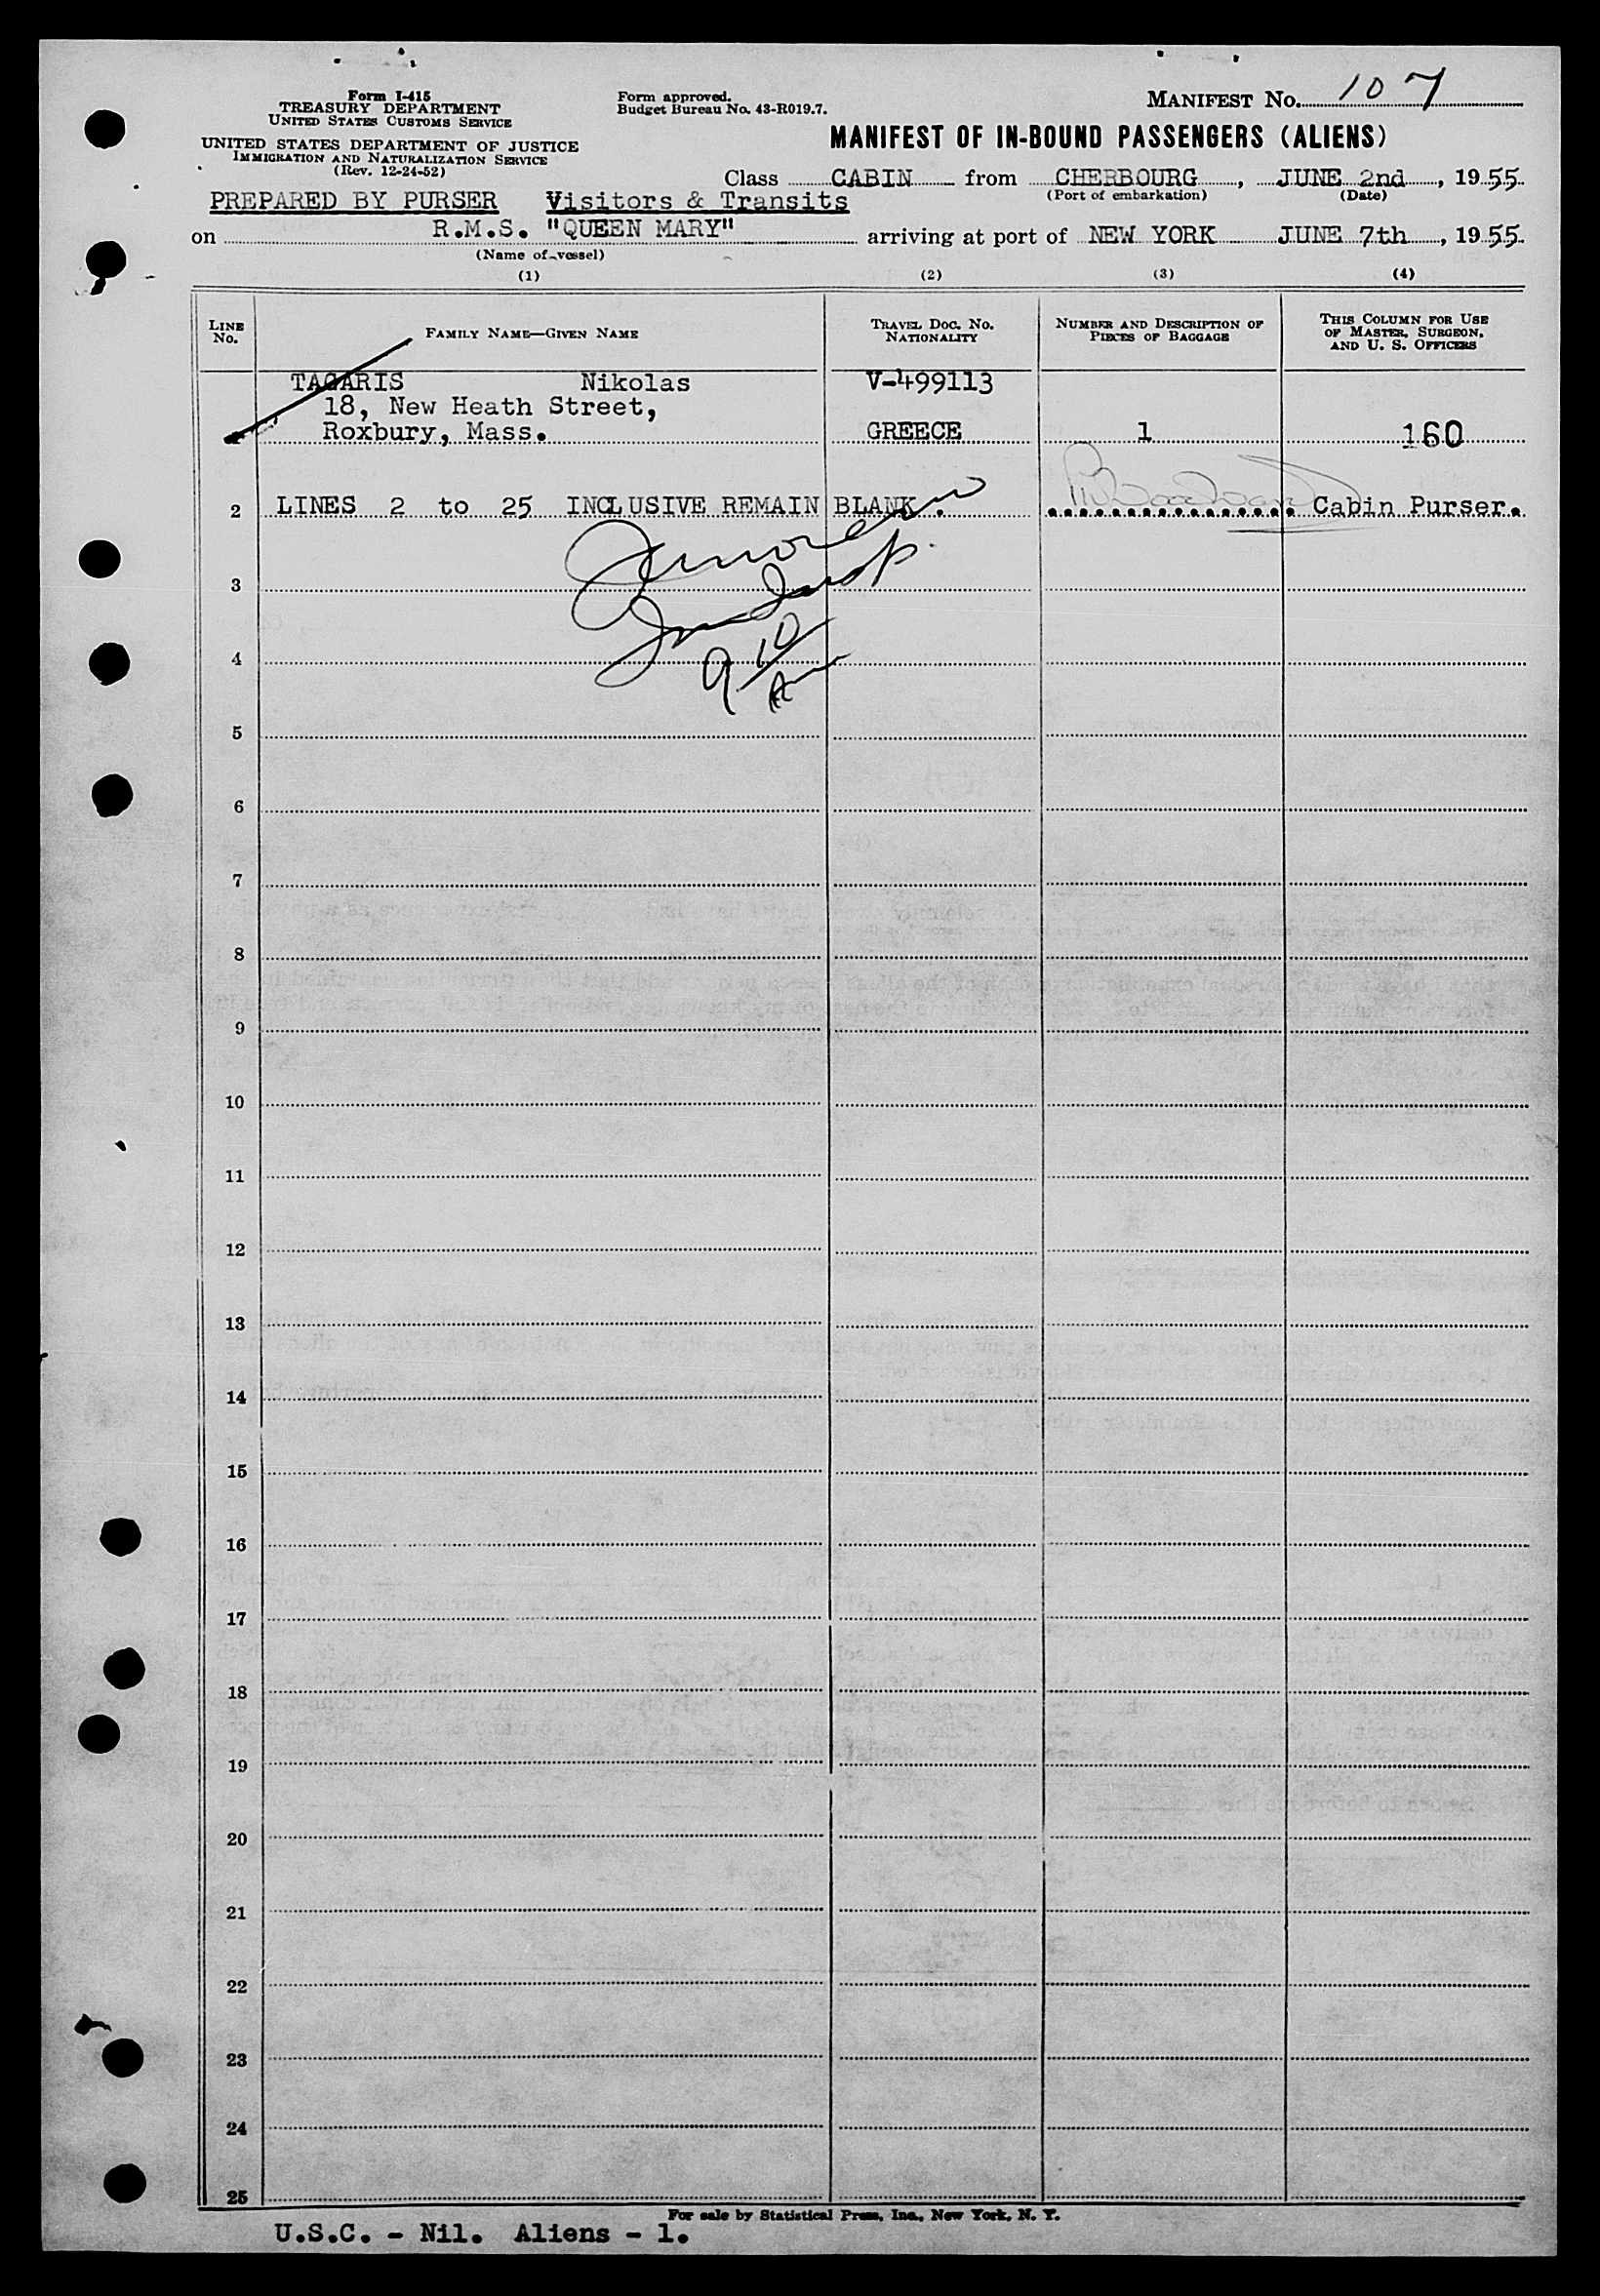 Form I-415
TREASURY DEPARTMENT
UNITED STATES CUSTOMS SERVICE
UNITED STATES DEPARTMENT OF JUSTICE
IMMIGRATION AND NATURALIZATION SERVICE
(Rev. 12-24-52)
Form approved.
Budget Bureau No. 43-R019.7.
MANIFEST NO. 107
MANIFEST OF IN-BOUND PASSENGERS (ALIENS)
Class CABIN from CHERBOURG, JUNE 2nd, 1955
(Port of embarkation) (Date)
PREPARED BY PURSER Visitors & Transits
on R.M.S. "QUEEN MARY" arriving at port of NEW YORK JUNE 7th, 1955
(Name of vessel)
(1) (2) (3) (4)
LINE NO. FAMILY NAME—GIVEN NAME TRAVEL DOC. NO. NATIONALITY NUMBER AND DESCRIPTION OF PIECES OF BAGGAGE THIS COLUMN FOR USE OF MASTER, SURGEON, AND U. S. OFFICERS
TAGARIS Nikolas V-499113
18, New Heath Street,
Roxbury, Mass. GREECE 1 160
2 LINES 2 to 25 INCLUSIVE REMAIN BLANK. Cabin Purser.
3
4
9 10 Am
5
6
7
8
9
10
11
12
13
14
15
16
17
18
19
20
21
22
23
24
25
For sale by Statistical Press, Inc., New York, N. Y.
U.S.C. - Nil. Aliens - 1.